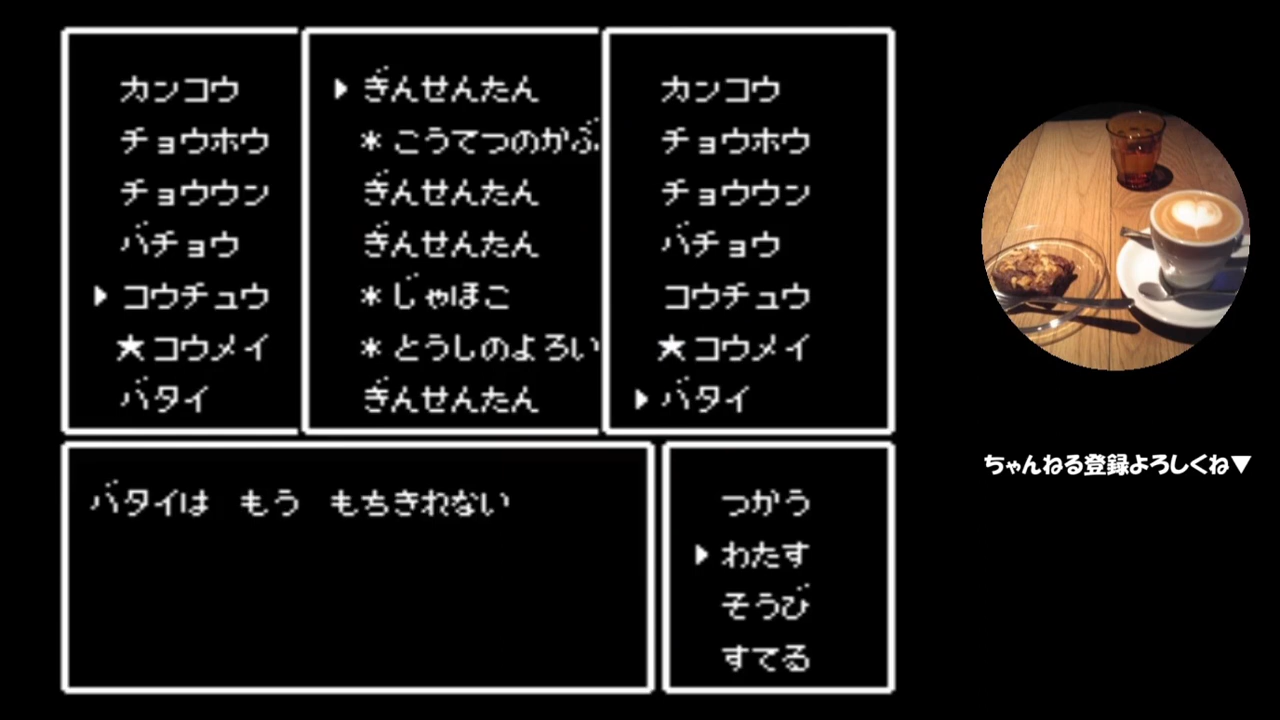 カンコウ
チョウホウ
チョウウン
バチョウ
▶コウチュウ
★コウメイ
バタイ
▶ぎんせんたん
*こうてつのかぶ
ぎんせんたん
ぎんせんたん
*じゃほこ
*とうしのよろい
ぎんせんたん
カンコウ
チョウホウ
チョウウン
バチョウ
コウチュウ
★コウメイ
▶バタイ
バタイは もう もちきれない
つかう
▶わたす
そうび
すてる
ちゃんねる登録よろしくね▼